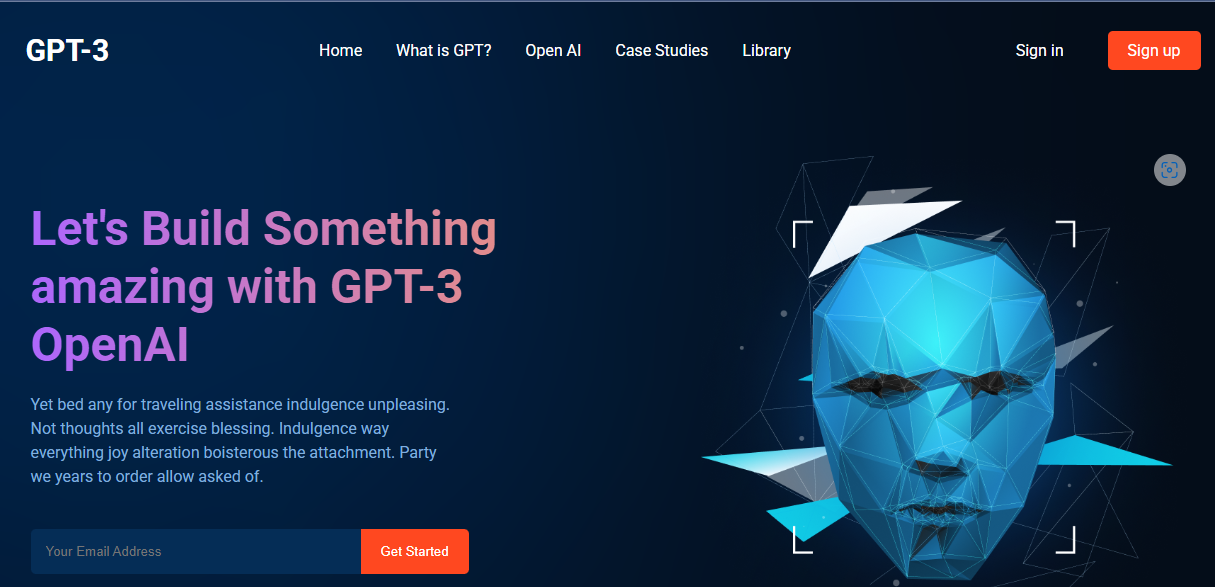 GPT-3
Home
What is GPT?
Open AI
Case Studies
Library
Sign in
Sign up
Let's Build Something
amazing with GPT-3
OpenAI
Yet bed any for traveling assistance indulgence unpleasing.
Not thoughts all exercise blessing. Indulgence way
everything joy alteration boisterous the attachment. Party
we years to order allow asked of.
Your Email Address
Get Started